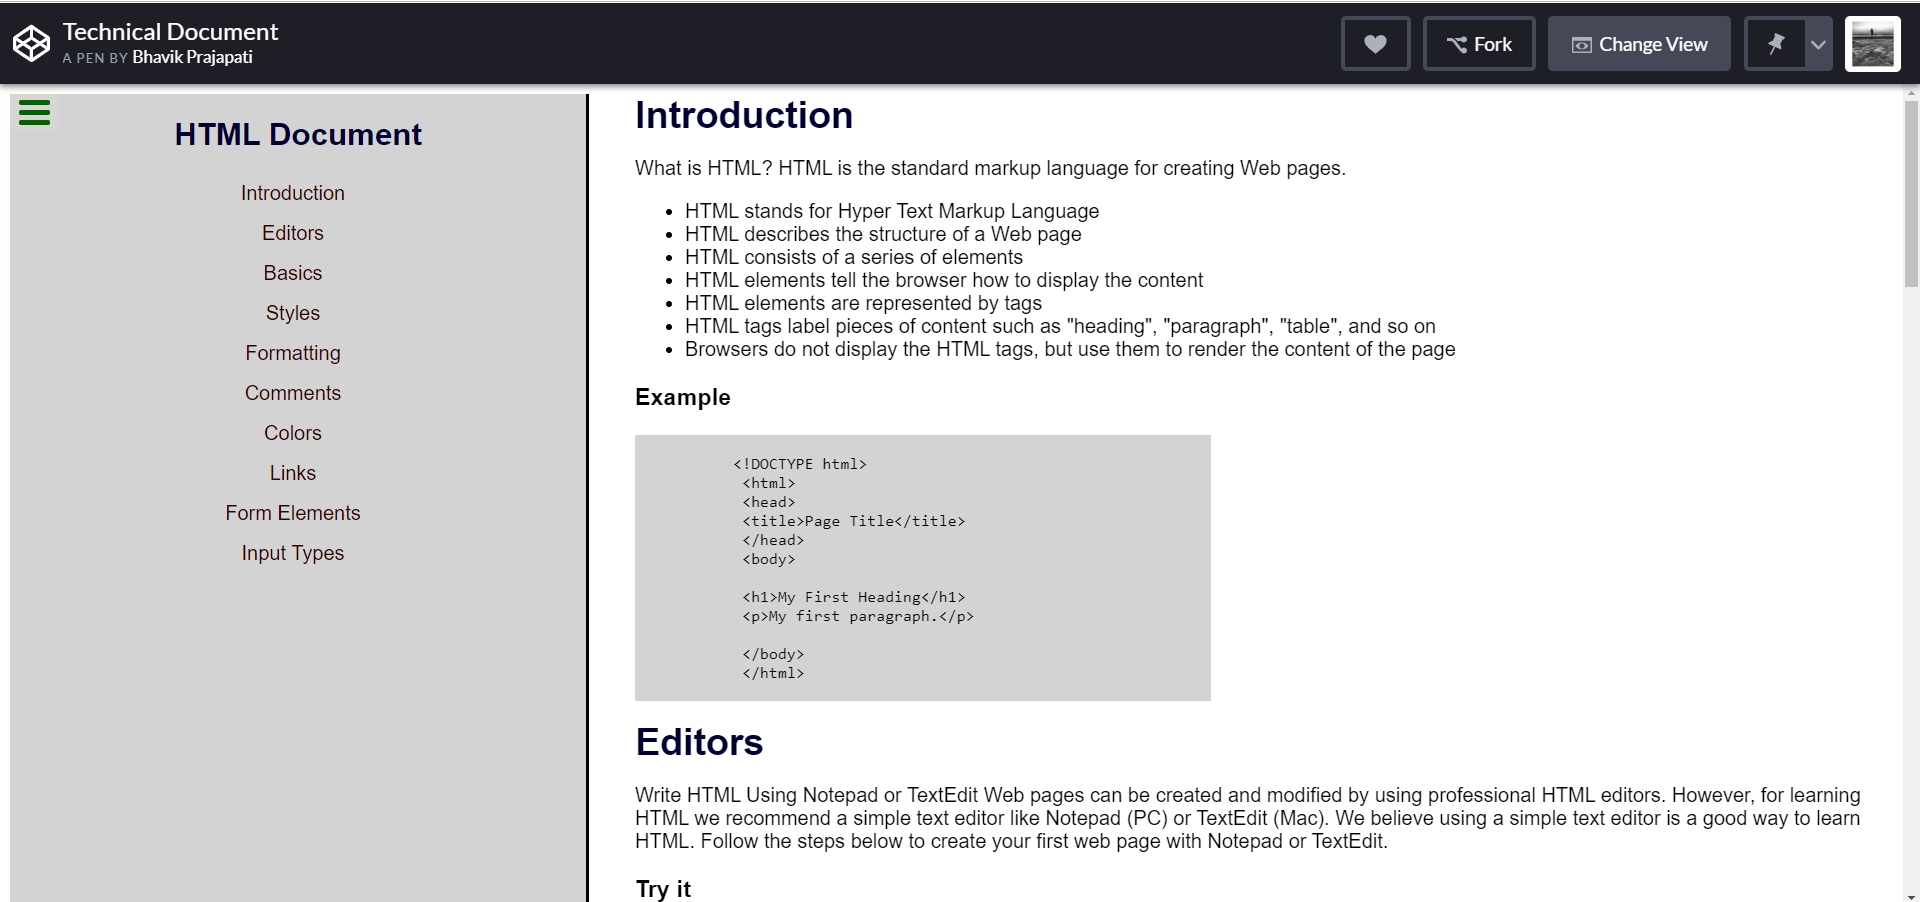 Technical Document
A PEN BY Bhavik Prajapati
Fork
Change View
HTML Document
Introduction
Editors
Basics
Styles
Formatting
Comments
Colors
Links
Form Elements
Input Types
Introduction
What is HTML? HTML is the standard markup language for creating Web pages.
• HTML stands for Hyper Text Markup Language
• HTML describes the structure of a Web page
• HTML consists of a series of elements
• HTML elements tell the browser how to display the content
• HTML elements are represented by tags
• HTML tags label pieces of content such as "heading", "paragraph", "table", and so on
• Browsers do not display the HTML tags, but use them to render the content of the page
Example
<!DOCTYPE html>
<html>
<head>
<title>Page Title</title>
</head>
<body>
<h1>My First Heading</h1>
<p>My first paragraph.</p>
</body>
</html>
Editors
Write HTML Using Notepad or TextEdit Web pages can be created and modified by using professional HTML editors. However, for learning
HTML we recommend a simple text editor like Notepad (PC) or TextEdit (Mac). We believe using a simple text editor is a good way to learn
HTML. Follow the steps below to create your first web page with Notepad or TextEdit.
Try it